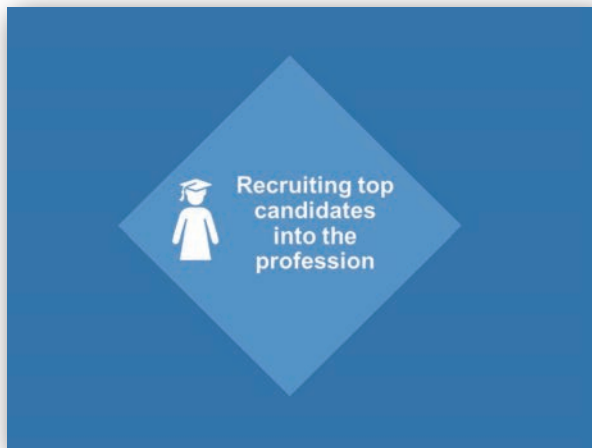 Recruiting top
candidates
into the
profession